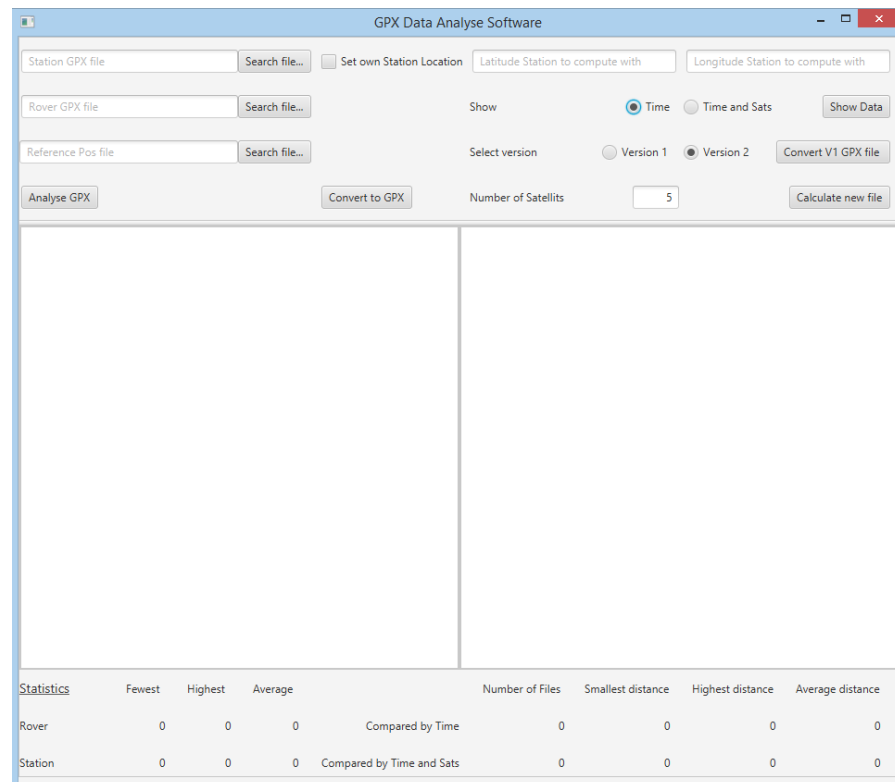 GPX Data Analyse Software
Station GPX file Search file... Set own Station Location Latitude Station to compute with Longitude Station to compute with
Rover GPX file Search file... Show Time Time and Sats Show Data
Reference Pos file Search file... Select version Version 1 Version 2 Convert V1 GPX file
Analyse GPX Convert to GPX Number of Satellits 5 Calculate new file
Statistics Fewest Highest Average Number of Files Smallest distance Highest distance Average distance
Rover 0 0 0 Compared by Time 0 0 0 0
Station 0 0 0 Compared by Time and Sats 0 0 0 0